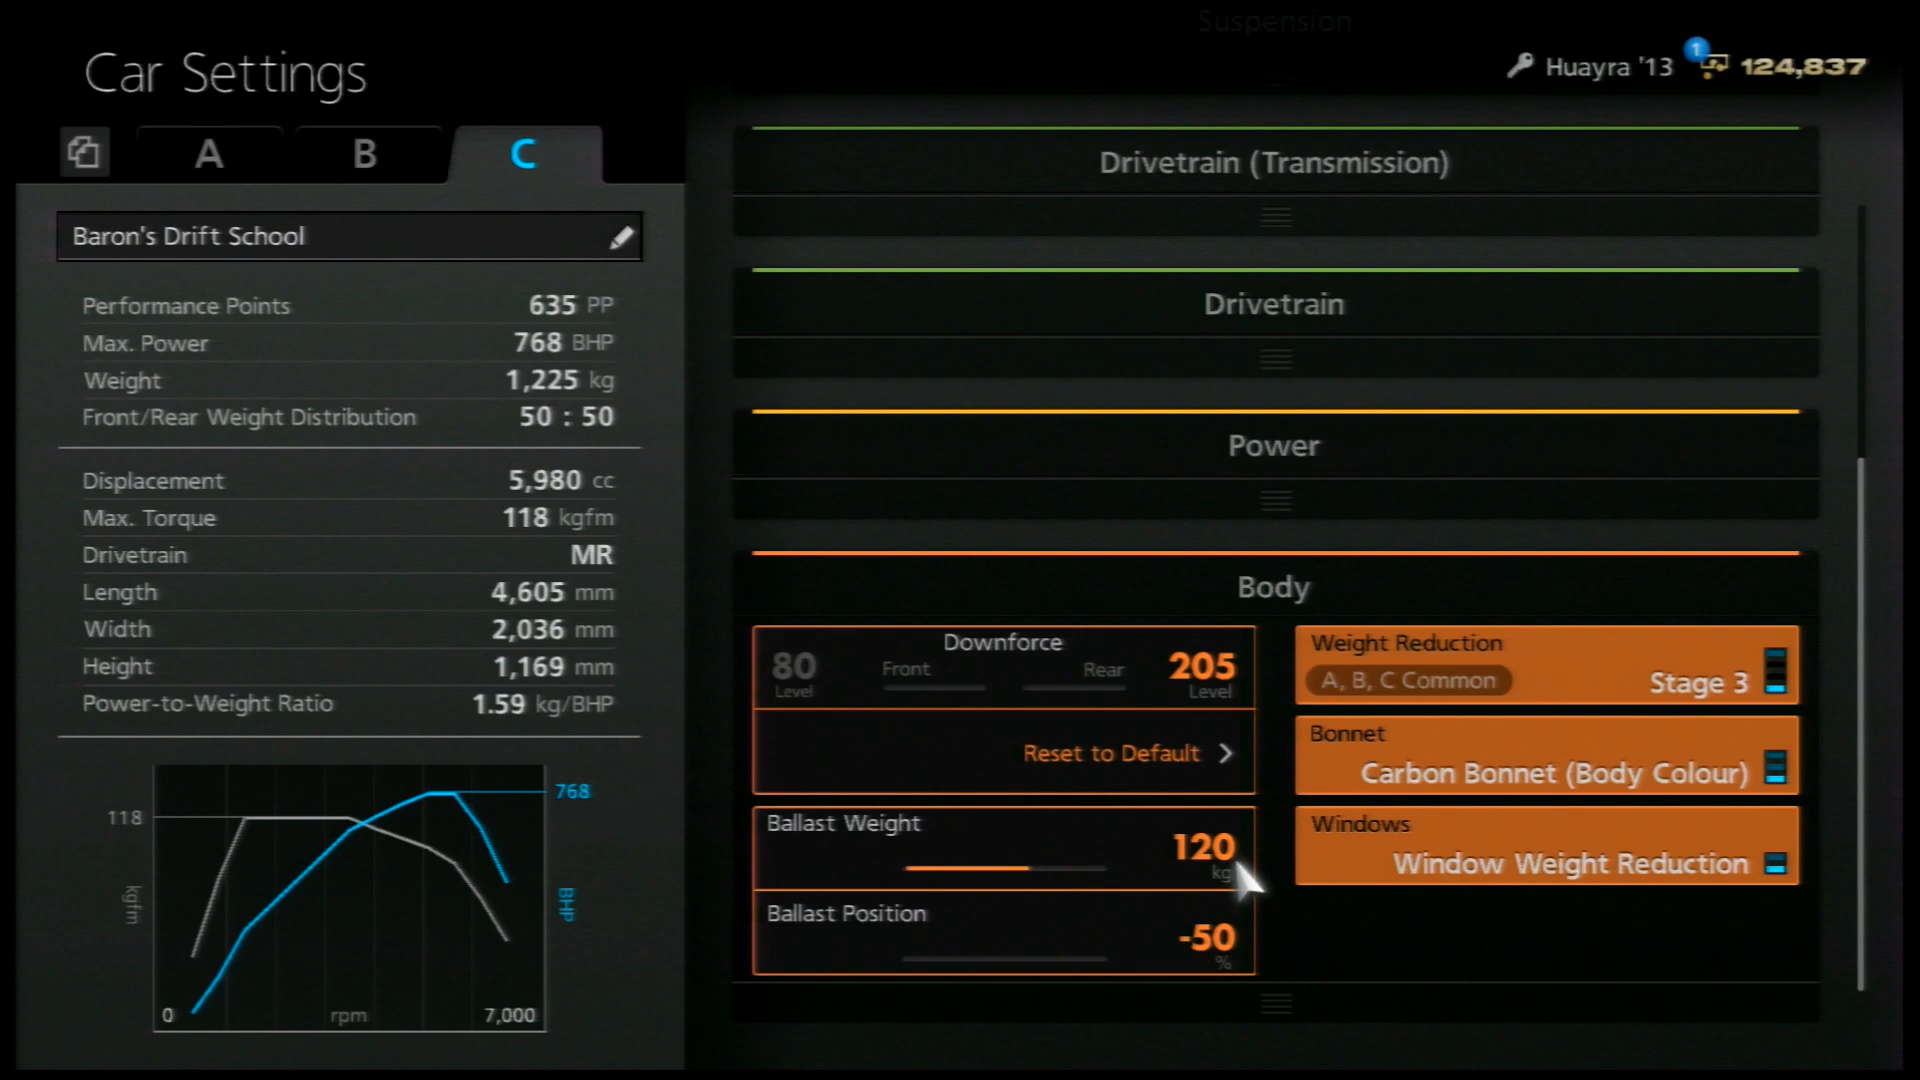 Suspension
Car Settings
Huayra '13
1
124,837
A
B
C
Baron's Drift School
Performance Points 635 PP
Max. Power 768 BHP
Weight 1,225 kg
Front/Rear Weight Distribution 50 : 50
Displacement 5,980 cc
Max. Torque 118 kgfm
Drivetrain MR
Length 4,605 mm
Width 2,036 mm
Height 1,169 mm
Power-to-Weight Ratio 1.59 kg/BHP
118
768
kgfm
BHP
0 rpm 7,000
Drivetrain (Transmission)
Drivetrain
Power
Body
Downforce
80 Front Rear 205
Level Level
Reset to Default
Ballast Weight
120
kg
Ballast Position
-50
%
Weight Reduction
A, B, C Common Stage 3
Bonnet
Carbon Bonnet (Body Colour)
Windows
Window Weight Reduction